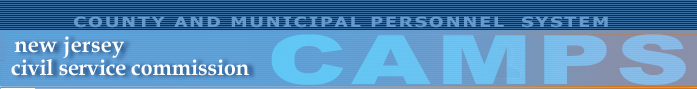 COUNTY AND MUNICIPAL PERSONNEL SYSTEM
new jersey
civil service commission
CAMPS